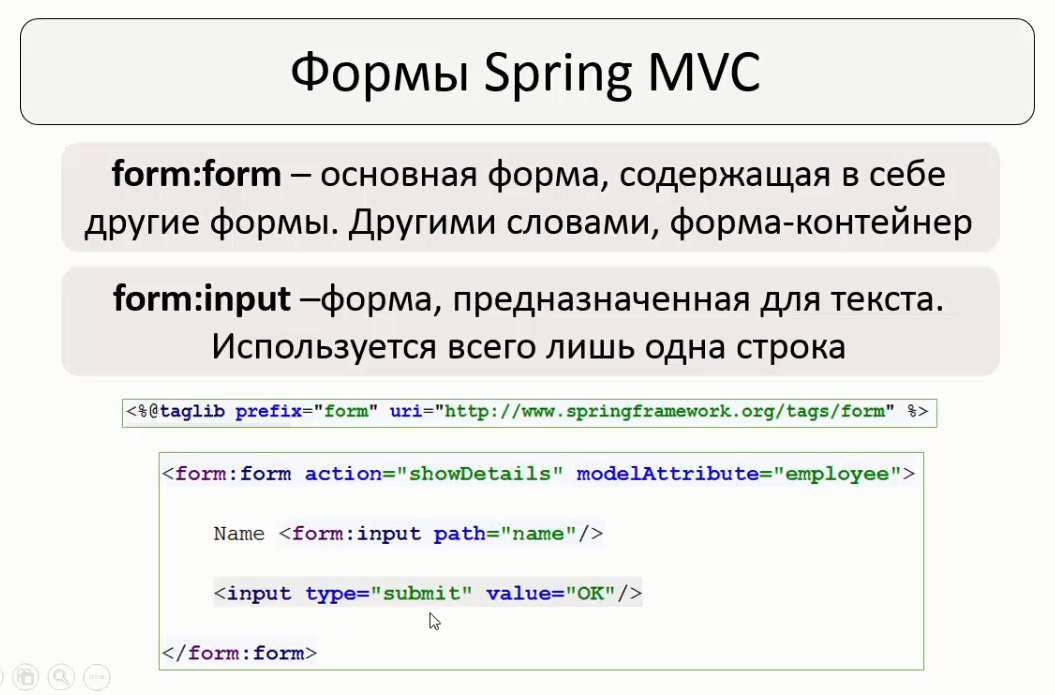 Формы Spring MVC
form:form – основная форма, содержащая в себе
другие формы. Другими словами, форма-контейнер
form:input –форма, предназначенная для текста.
Используется всего лишь одна строка
<%@taglib prefix="form" uri="http://www.springframework.org/tags/form" %>
<form:form action="showDetails" modelAttribute="employee">
Name <form:input path="name"/>
<input type="submit" value="OK"/>
</form:form>